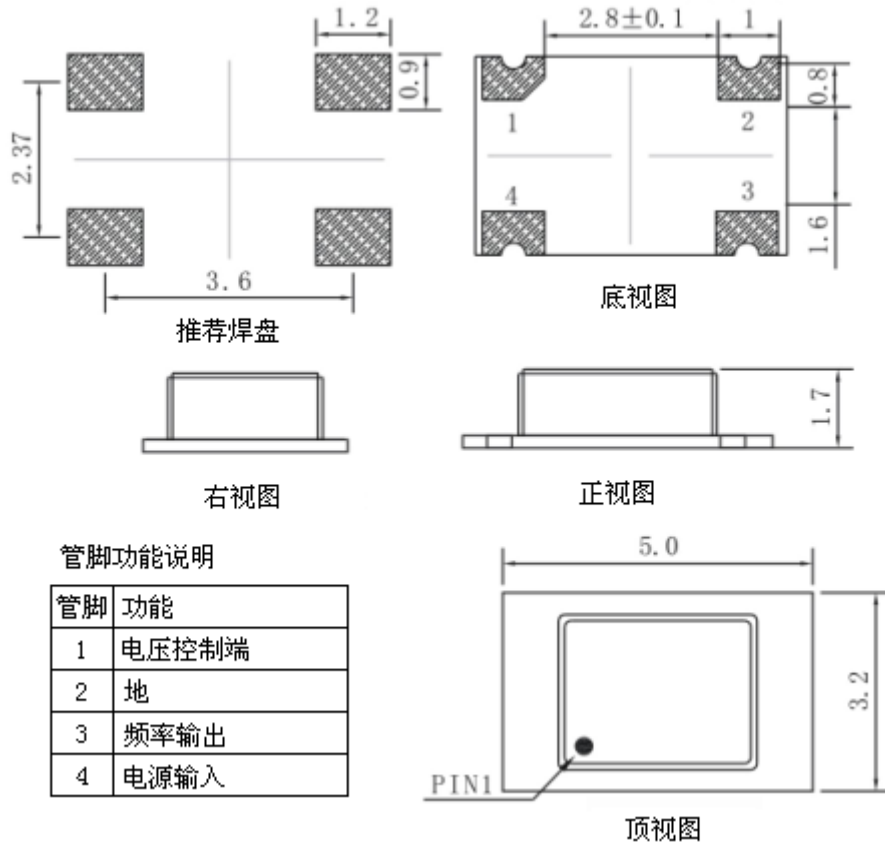 1.2
0.9
2.37
3.6
推荐焊盘
2.8±0.1
1
0.8
1
2
4
3
1.6
底视图
右视图
1.7
正视图
管脚功能说明
管脚 功能
1 电压控制端
2 地
3 频率输出
4 电源输入
5.0
3.2
PIN1
顶视图